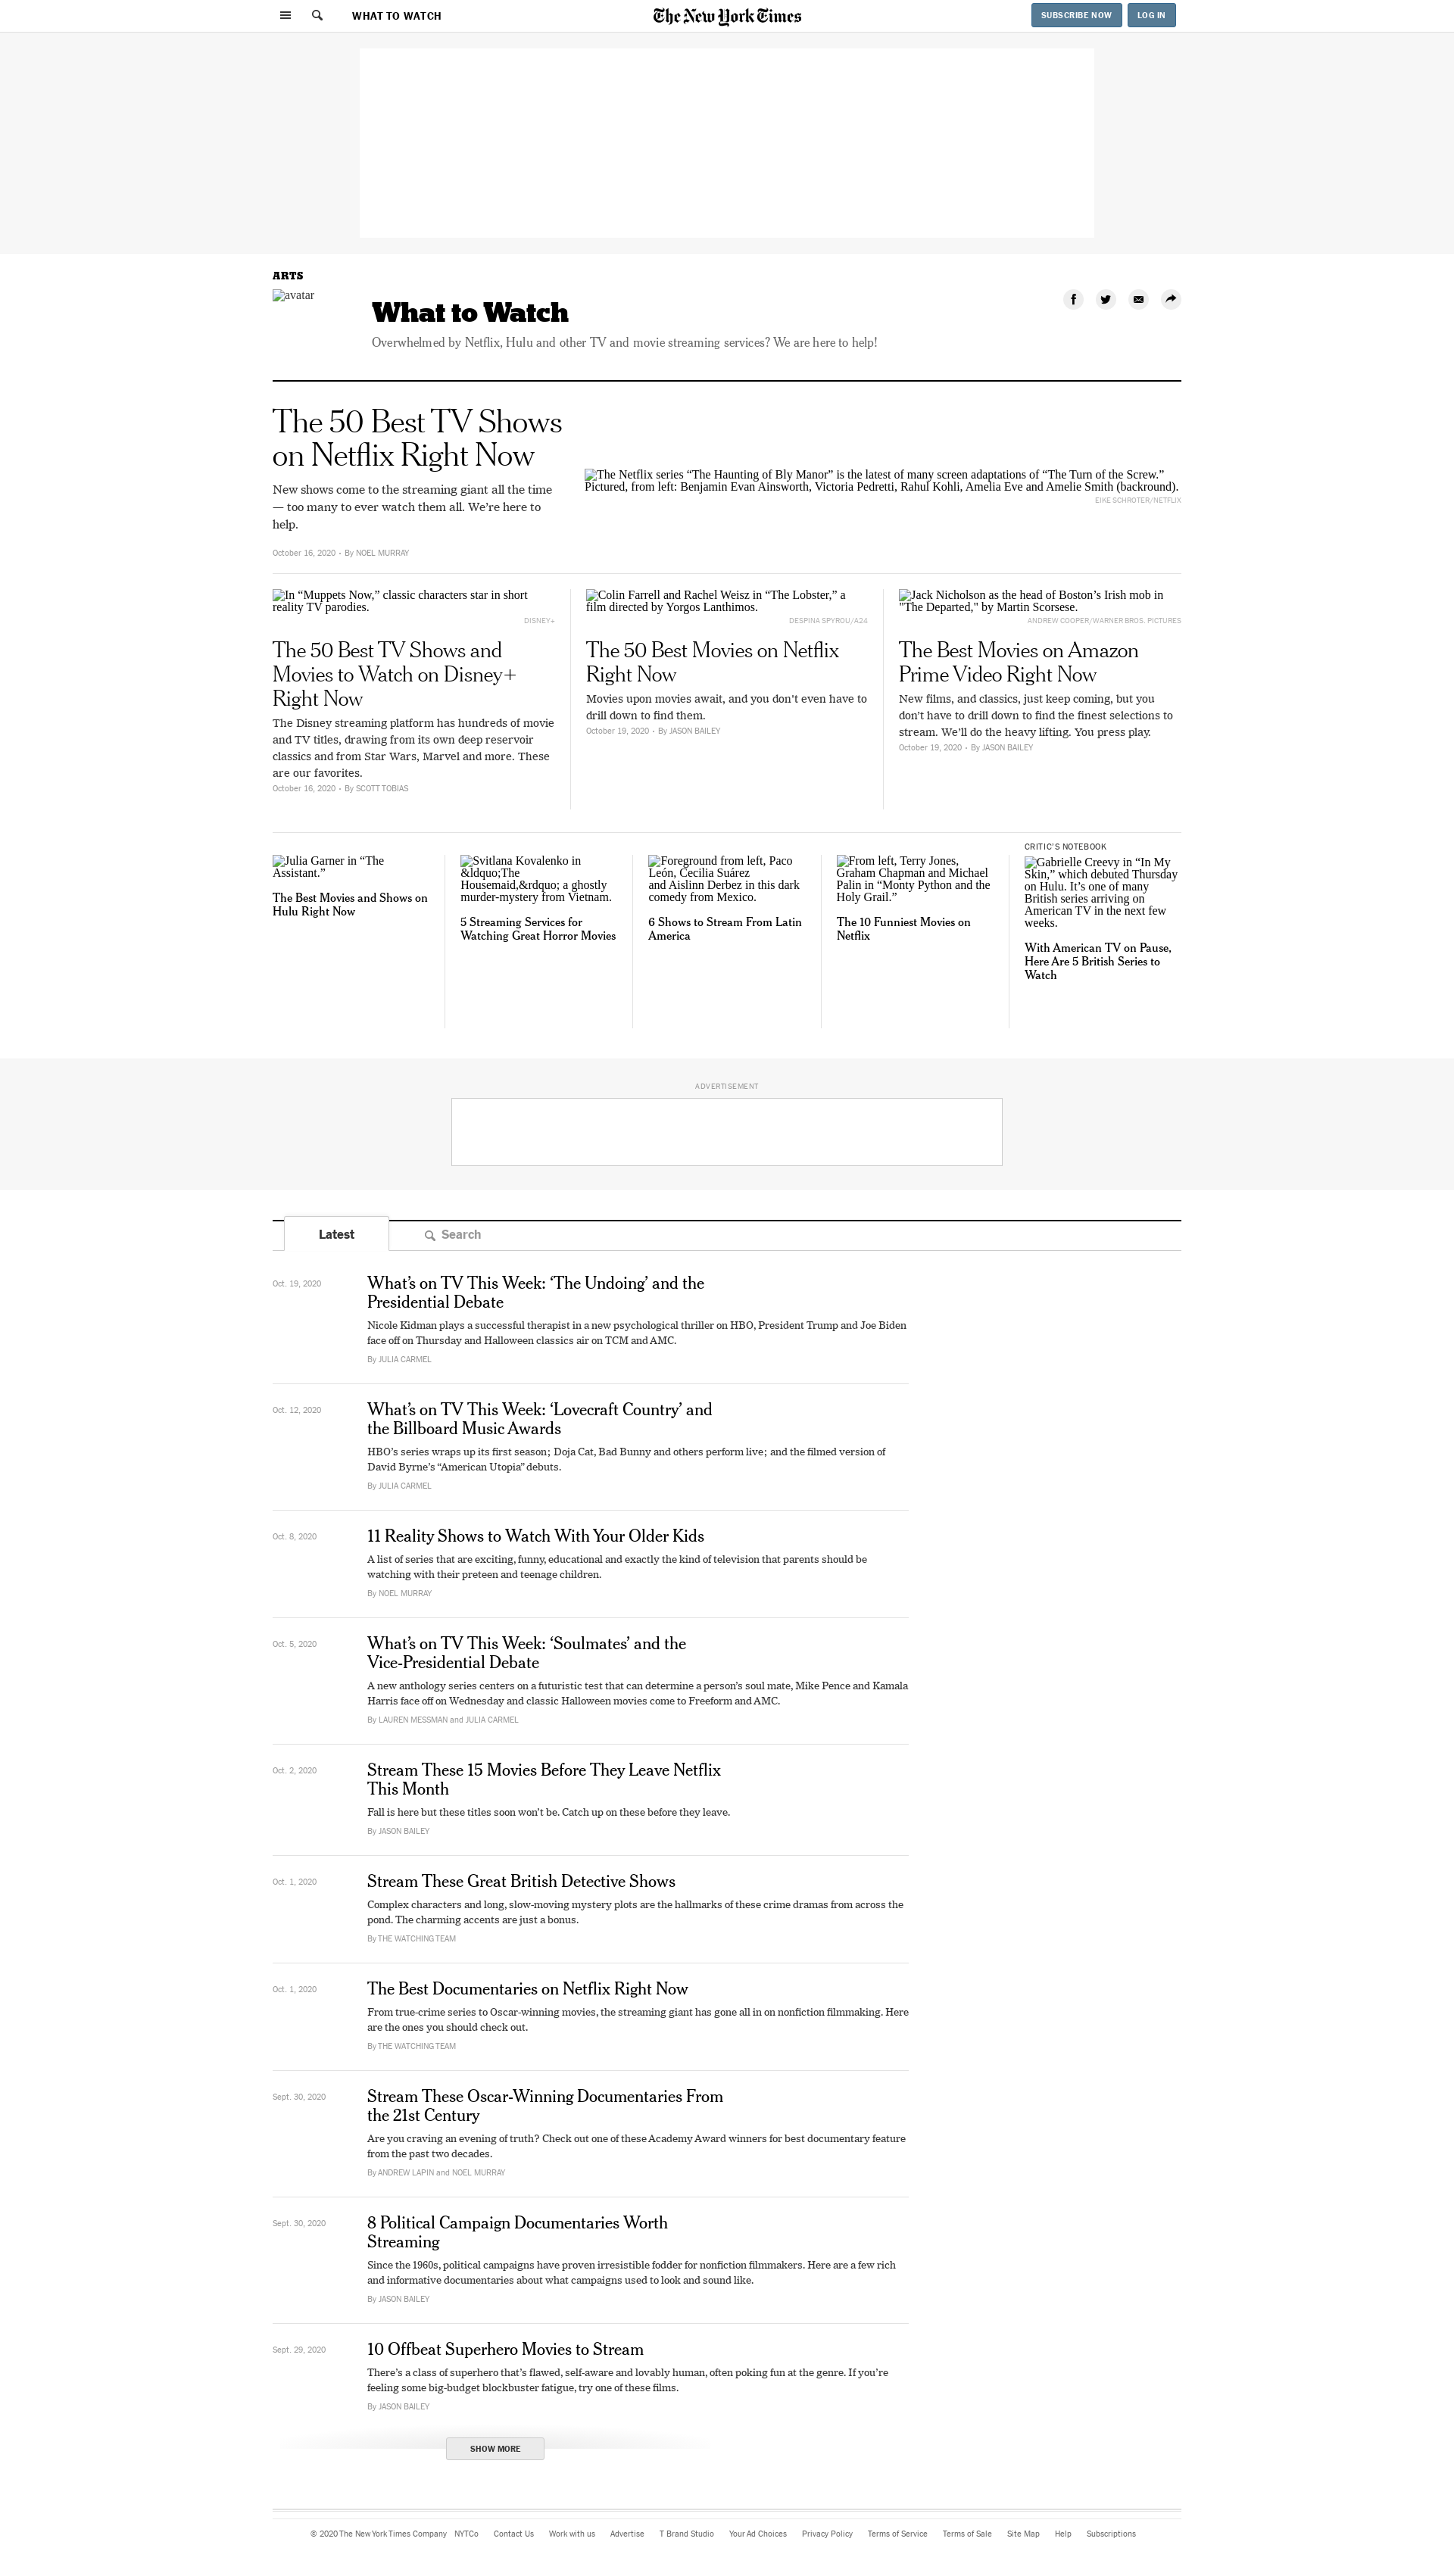 WHAT TO WATCH
The New York Times
SUBSCRIBE NOW
LOG IN
ARTS
avatar
What to Watch
Overwhelmed by Netflix, Hulu and other TV and movie streaming services? We are here to help!
The 50 Best TV Shows
on Netflix Right Now
New shows come to the streaming giant all the time
— too many to ever watch them all. We’re here to
help.
October 16, 2020 • By NOEL MURRAY
The Netflix series “The Haunting of Bly Manor” is the latest of many screen adaptations of “The Turn of the Screw.”
Pictured, from left: Benjamin Evan Ainsworth, Victoria Pedretti, Rahul Kohli, Amelia Eve and Amelie Smith (backround).
EIKE SCHROTER/NETFLIX
In “Muppets Now,” classic characters star in short
reality TV parodies.
DISNEY+
The 50 Best TV Shows and
Movies to Watch on Disney+
Right Now
The Disney streaming platform has hundreds of movie
and TV titles, drawing from its own deep reservoir
classics and from Star Wars, Marvel and more. These
are our favorites.
October 16, 2020 • By SCOTT TOBIAS
Colin Farrell and Rachel Weisz in “The Lobster,” a
film directed by Yorgos Lanthimos.
DESPINA SPYROU/A24
The 50 Best Movies on Netflix
Right Now
Movies upon movies await, and you don't even have to
drill down to find them.
October 19, 2020 • By JASON BAILEY
Jack Nicholson as the head of Boston’s Irish mob in
"The Departed," by Martin Scorsese.
ANDREW COOPER/WARNER BROS. PICTURES
The Best Movies on Amazon
Prime Video Right Now
New films, and classics, just keep coming, but you
don't have to drill down to find the finest selections to
stream. We’ll do the heavy lifting. You press play.
October 19, 2020 • By JASON BAILEY
Julia Garner in “The
Assistant.”
The Best Movies and Shows on
Hulu Right Now
Svitlana Kovalenko in
&ldquo;The
Housemaid,&rdquo; a ghostly
murder-mystery from Vietnam.
5 Streaming Services for
Watching Great Horror Movies
Foreground from left, Paco
León, Cecilia Suárez
and Aislinn Derbez in this dark
comedy from Mexico.
6 Shows to Stream From Latin
America
From left, Terry Jones,
Graham Chapman and Michael
Palin in “Monty Python and the
Holy Grail.”
The 10 Funniest Movies on
Netflix
CRITIC’S NOTEBOOK
Gabrielle Creevy in “In My
Skin,” which debuted Thursday
on Hulu. It’s one of many
British series arriving on
American TV in the next few
weeks.
With American TV on Pause,
Here Are 5 British Series to
Watch
ADVERTISEMENT
Latest
Search
Oct. 19, 2020
What’s on TV This Week: ‘The Undoing’ and the
Presidential Debate
Nicole Kidman plays a successful therapist in a new psychological thriller on HBO, President Trump and Joe Biden
face off on Thursday and Halloween classics air on TCM and AMC.
By JULIA CARMEL
Oct. 12, 2020
What’s on TV This Week: ‘Lovecraft Country’ and
the Billboard Music Awards
HBO’s series wraps up its first season; Doja Cat, Bad Bunny and others perform live; and the filmed version of
David Byrne’s “American Utopia” debuts.
By JULIA CARMEL
Oct. 8, 2020
11 Reality Shows to Watch With Your Older Kids
A list of series that are exciting, funny, educational and exactly the kind of television that parents should be
watching with their preteen and teenage children.
By NOEL MURRAY
Oct. 5, 2020
What’s on TV This Week: ‘Soulmates’ and the
Vice-Presidential Debate
A new anthology series centers on a futuristic test that can determine a person’s soul mate, Mike Pence and Kamala
Harris face off on Wednesday and classic Halloween movies come to Freeform and AMC.
By LAUREN MESSMAN and JULIA CARMEL
Oct. 2, 2020
Stream These 15 Movies Before They Leave Netflix
This Month
Fall is here but these titles soon won’t be. Catch up on these before they leave.
By JASON BAILEY
Oct. 1, 2020
Stream These Great British Detective Shows
Complex characters and long, slow-moving mystery plots are the hallmarks of these crime dramas from across the
pond. The charming accents are just a bonus.
By THE WATCHING TEAM
Oct. 1, 2020
The Best Documentaries on Netflix Right Now
From true-crime series to Oscar-winning movies, the streaming giant has gone all in on nonfiction filmmaking. Here
are the ones you should check out.
By THE WATCHING TEAM
Sept. 30, 2020
Stream These Oscar-Winning Documentaries From
the 21st Century
Are you craving an evening of truth? Check out one of these Academy Award winners for best documentary feature
from the past two decades.
By ANDREW LAPIN and NOEL MURRAY
Sept. 30, 2020
8 Political Campaign Documentaries Worth
Streaming
Since the 1960s, political campaigns have proven irresistible fodder for nonfiction filmmakers. Here are a few rich
and informative documentaries about what campaigns used to look and sound like.
By JASON BAILEY
Sept. 29, 2020
10 Offbeat Superhero Movies to Stream
There’s a class of superhero that’s flawed, self-aware and lovably human, often poking fun at the genre. If you’re
feeling some big-budget blockbuster fatigue, try one of these films.
By JASON BAILEY
SHOW MORE
© 2020 The New York Times Company NYTCo Contact Us Work with us Advertise T Brand Studio Your Ad Choices Privacy Policy Terms of Service Terms of Sale Site Map Help Subscriptions